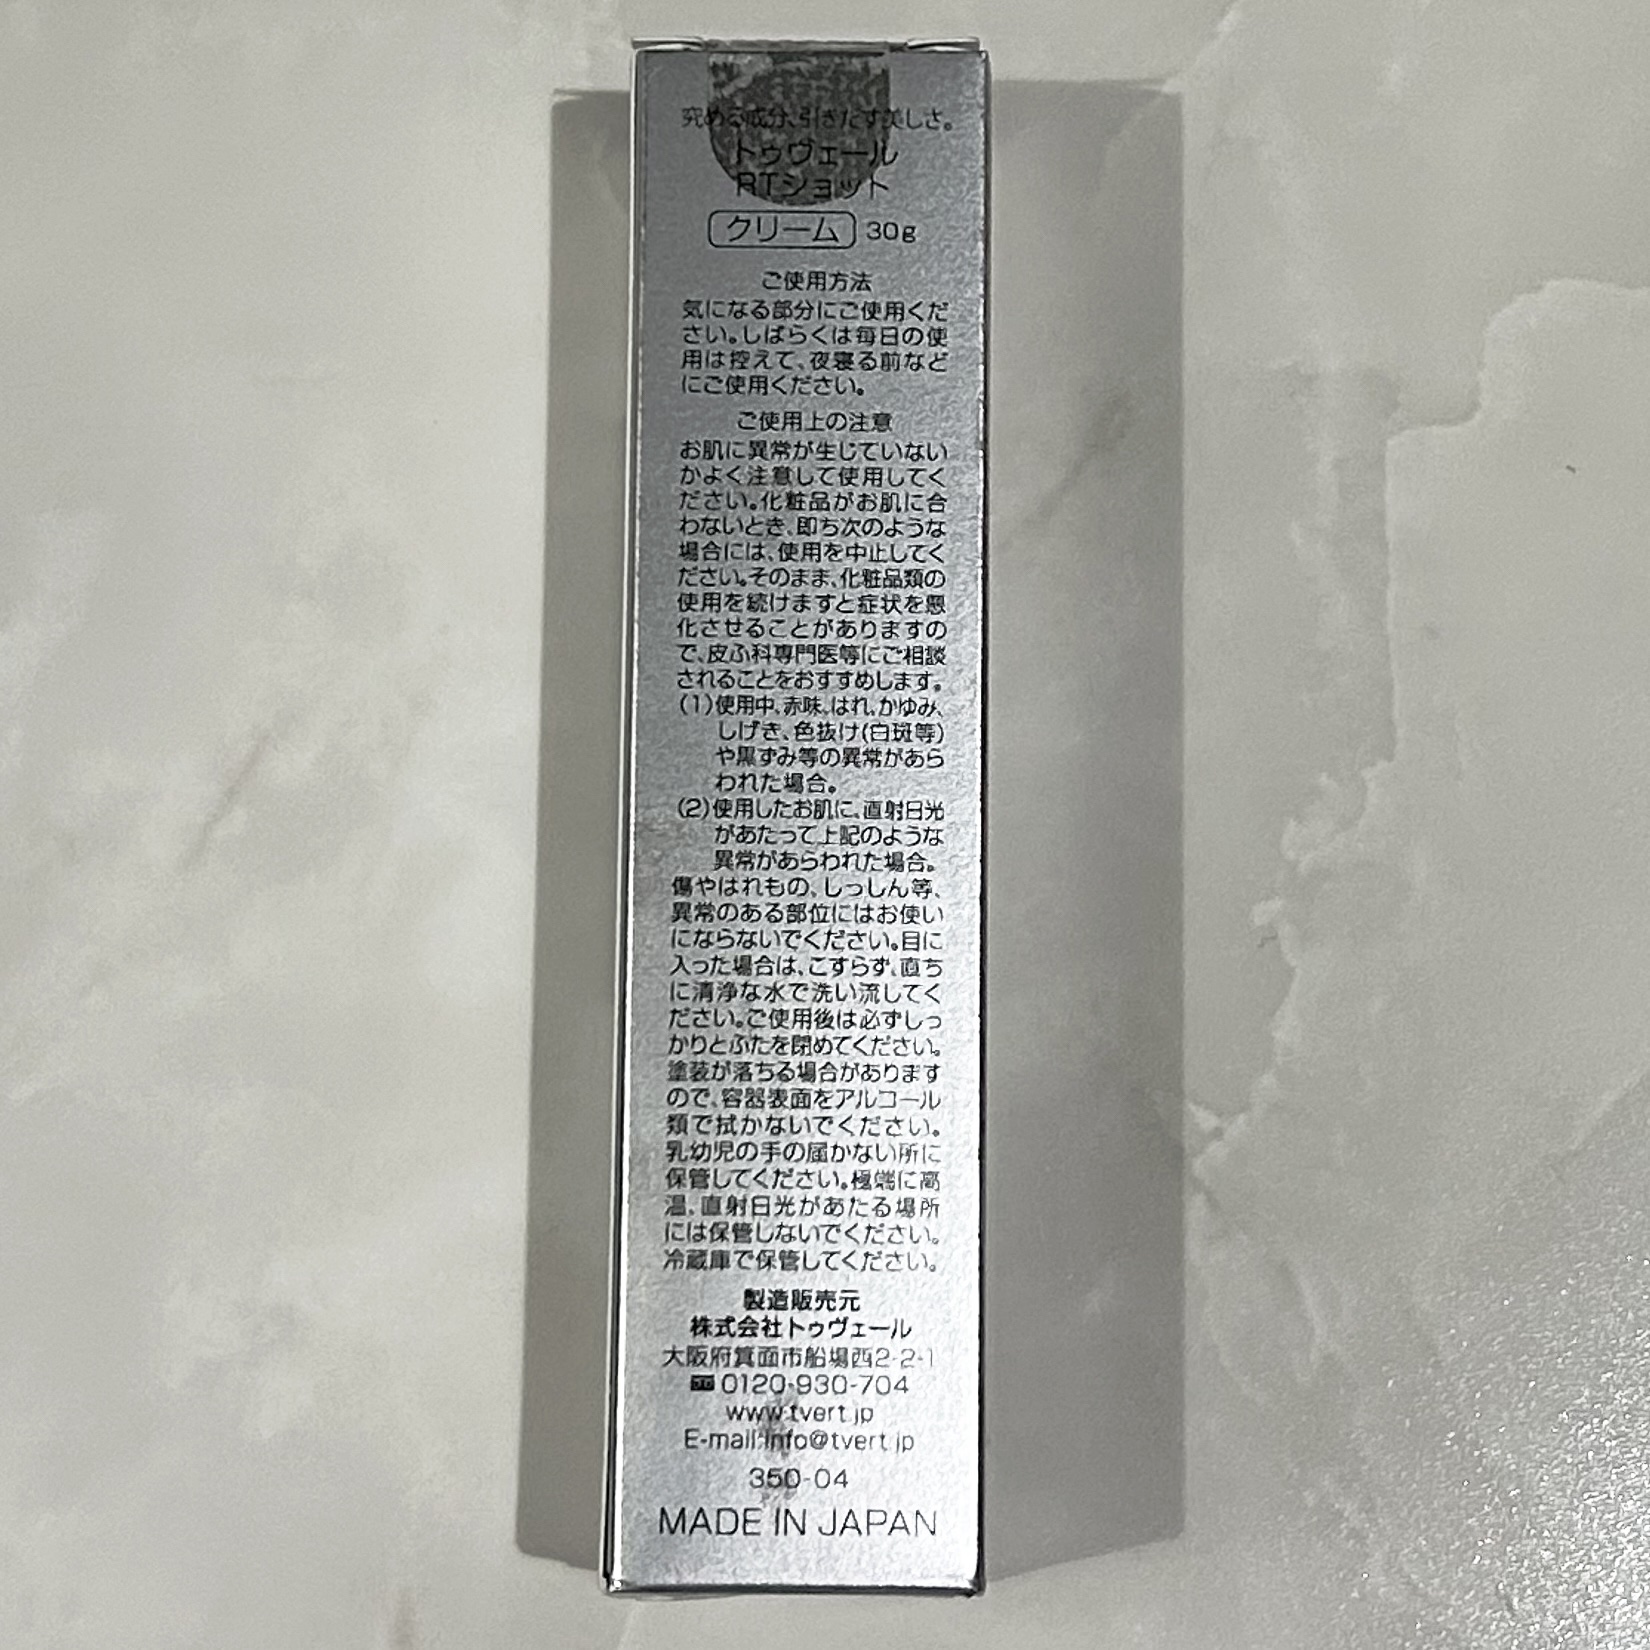 究める成分、引きだす美しさ。
トゥヴェール
RTショット
クリーム 30g
ご使用方法
気になる部分にご使用くだ
さい。しばらくは毎日の使
用は控えて、夜寝る前など
にご使用ください。
ご使用上の注意
お肌に異常が生じていない
かよく注意して使用してく
ださい。化粧品がお肌に合
わないとき、即ち次のような
場合には、使用を中止してく
ださい。そのまま、化粧品類の
使用を続けますと症状を悪
化させることがありますの
で、皮ふ科専門医等にご相談
されることをおすすめします。
(1)使用中、赤味、はれ、かゆみ、
しげき、色抜け(白斑等)
や黒ずみ等の異常があら
われた場合。
(2)使用したお肌に、直射日光
があたって上記のような
異常があらわれた場合。
傷やはれもの、しっしん等、
異常のある部位にはお使い
にならないでください。目に
入った場合は、こすらず、直ち
に清浄な水で洗い流してく
ださい。ご使用後は必ずしっ
かりとふたを閉めてください。
塗装が落ちる場合があります
ので、容器表面をアルコール
類で拭かないでください。
乳幼児の手の届かない所に
保管してください。極端に高
温、直射日光があたる場所
には保管しないでください。
冷蔵庫で保管してください。
製造販売元
株式会社トゥヴェール
大阪府箕面市船場西2-2-1
0120-930-704
www.tvert.jp
E-mail:info@tvert.jp
350-04
MADE IN JAPAN